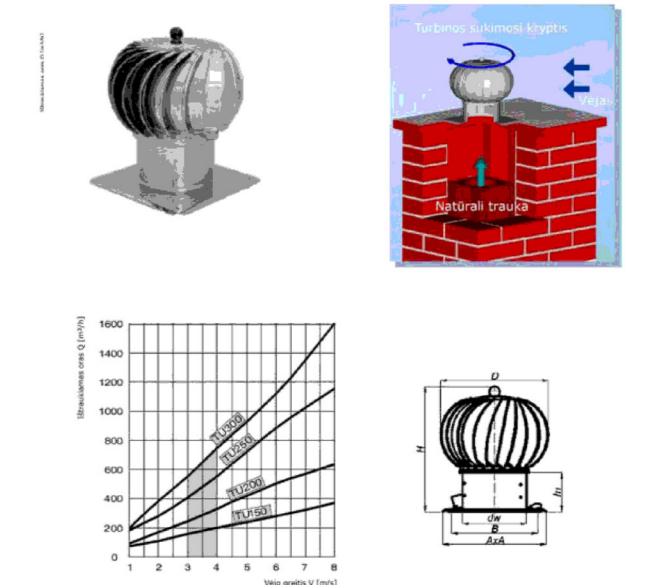 Turbinos sukimosi kryptis
Vėjas
Natūrali trauka
Ištraukiamas oras Q [m³/h]
1600
1400
1200
1000
800
600
400
200
0
1 2 3 4 5 6 7 8
TU300
TU250
TU200
TU150
Vėjo greitis V [m/s]
D
H
h₁
dw
B
AxA